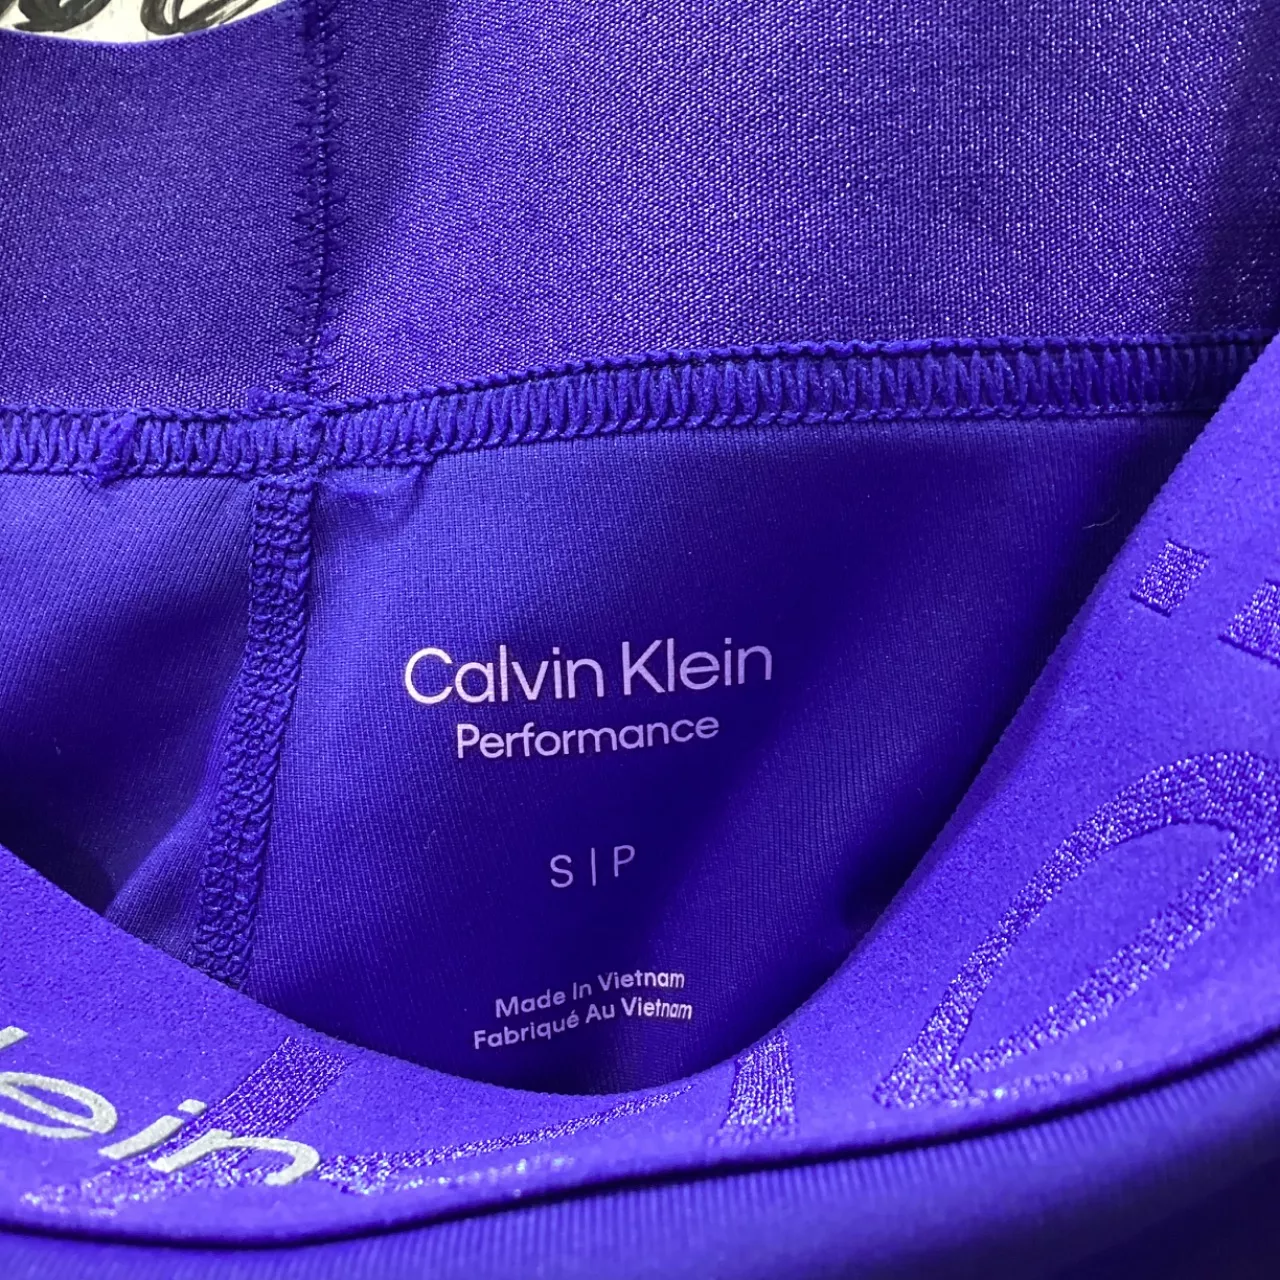 Calvin Klein
Performance
S|P
Made In Vietnam
Fabriqué Au Vietnam
lein